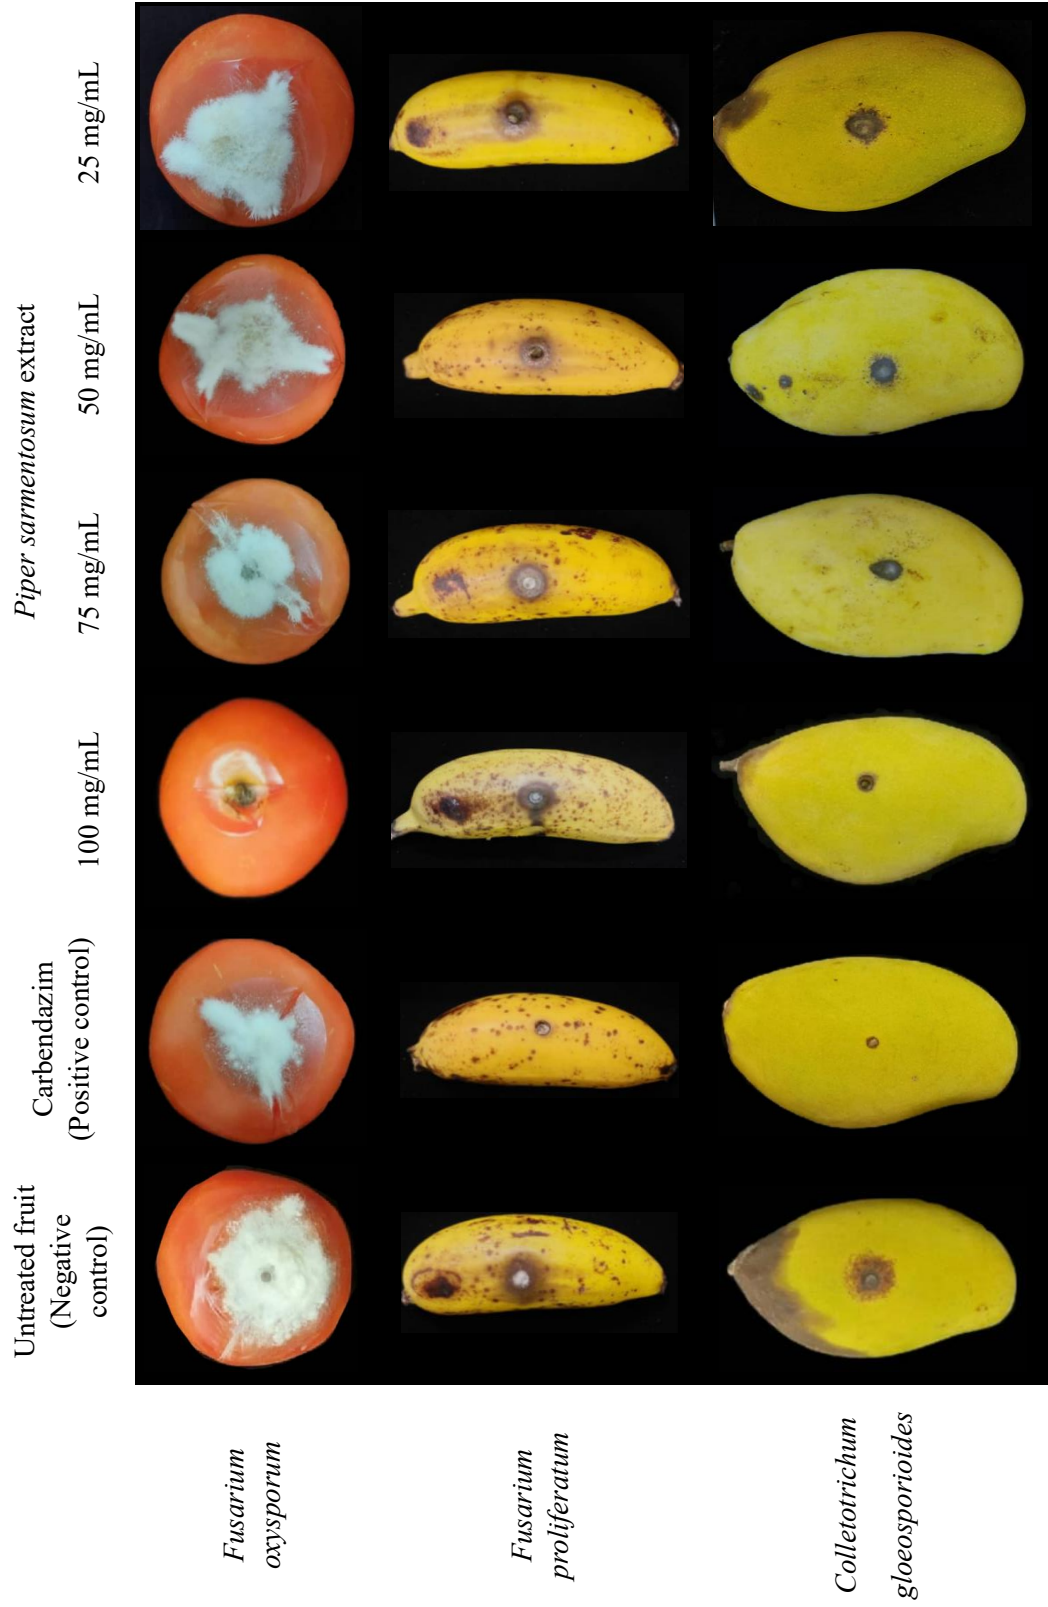 Untreated fruit
(Negative
control)
Carbendazim
(Positive control)
Piper sarmentosum extract
100 mg/mL
75 mg/mL
50 mg/mL
25 mg/mL
Fusarium
oxysporum
Fusarium
proliferatum
Colletotrichum
gloeosporioides